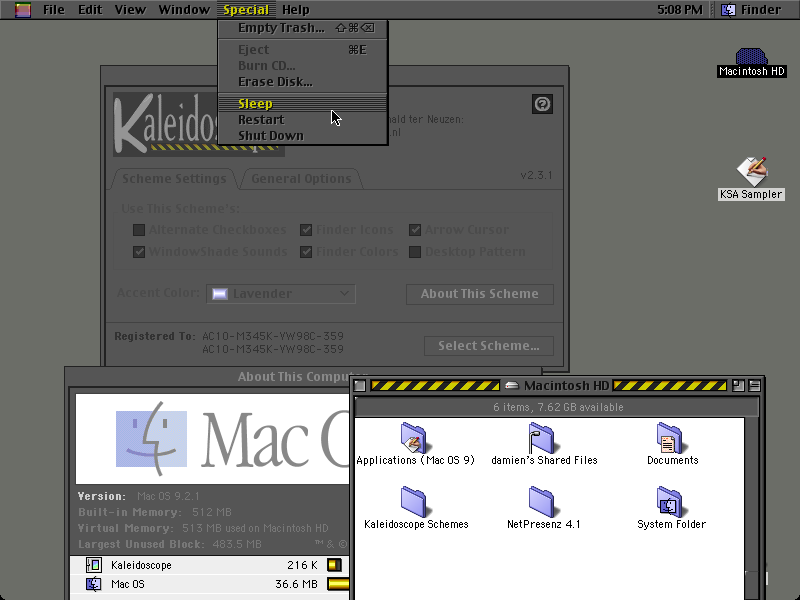 File Edit View Window Special Help 5:08 PM Finder
Empty Trash... ⇧⌘⌫
Eject ⌘E
Burn CD...
Erase Disk...
Sleep
Restart
Shut Down
Macintosh HD
KSA Sampler
ald ter Neuzen:
.nl
v2.3.1
Scheme Settings General Options
Use This Scheme's:
Alternate Checkboxes Finder Icons Arrow Cursor
WindowShade Sounds Finder Colors Desktop Pattern
Accent Color: Lavender About This Scheme
Registered To: AC10-M345K-YW98C-359
AC10-M345K-YW98C-359
Select Scheme...
About This Compute
Mac
Version: Mac OS 9.2.1
Built-in Memory: 512 MB
Virtual Memory: 513 MB used on Macintosh HD
Largest Unused Block: 483.5 MB ™ & ©
Kaleidoscope 216 K
Mac OS 36.6 MB
Macintosh HD
6 items, 7.62 GB available
Applications (Mac OS 9) damien's Shared Files Documents
Kaleidoscope Schemes NetPresenz 4.1 System Folder